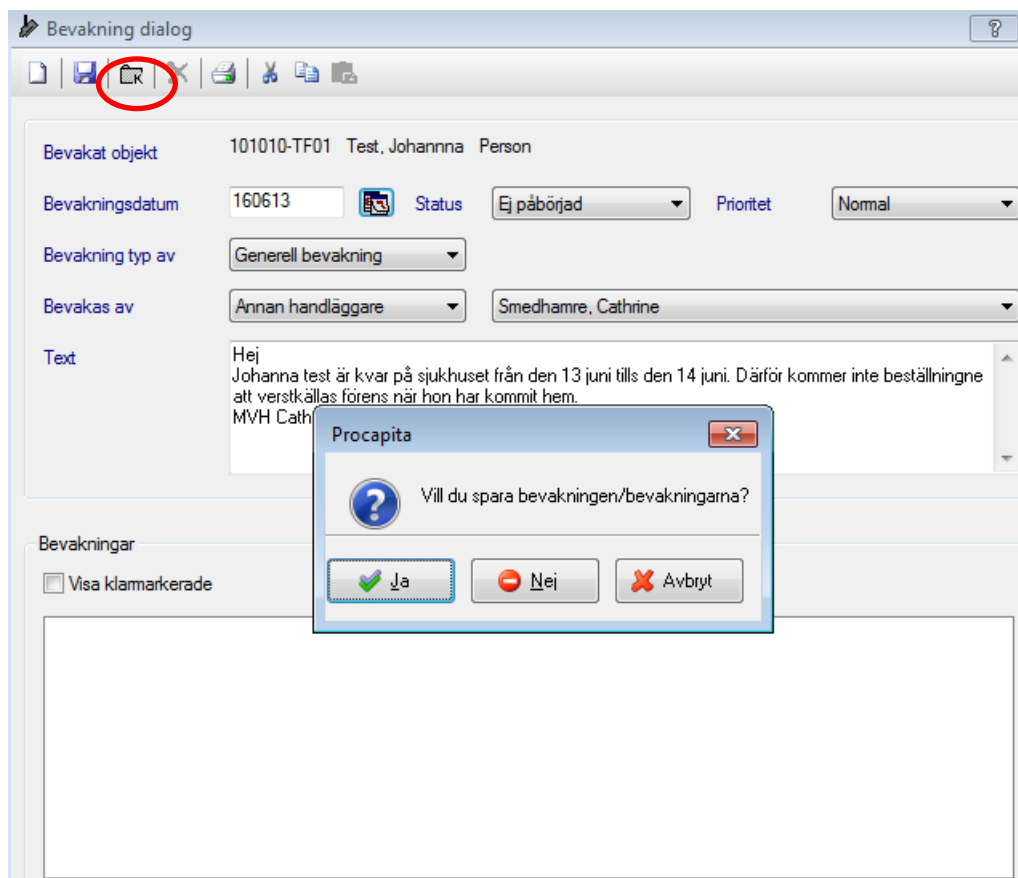 Bevakning dialog
?
K
Bevakat objekt 101010-TF01 Test, Johannna Person
Bevakningsdatum 160613 Status Ej påbörjad Prioritet Normal
Bevakning typ av Generell bevakning
Bevakas av Annan handläggare Smedhamre, Cathrine
Text
Hej
Johanna test är kvar på sjukhuset från den 13 juni tills den 14 juni. Därför kommer inte beställningne
att verstkällas förens när hon har kommit hem.
MVH Cath
Procapita
Vill du spara bevakningen/bevakningarna?
Ja Nej Avbryt
Bevakningar
Visa klarmarkerade